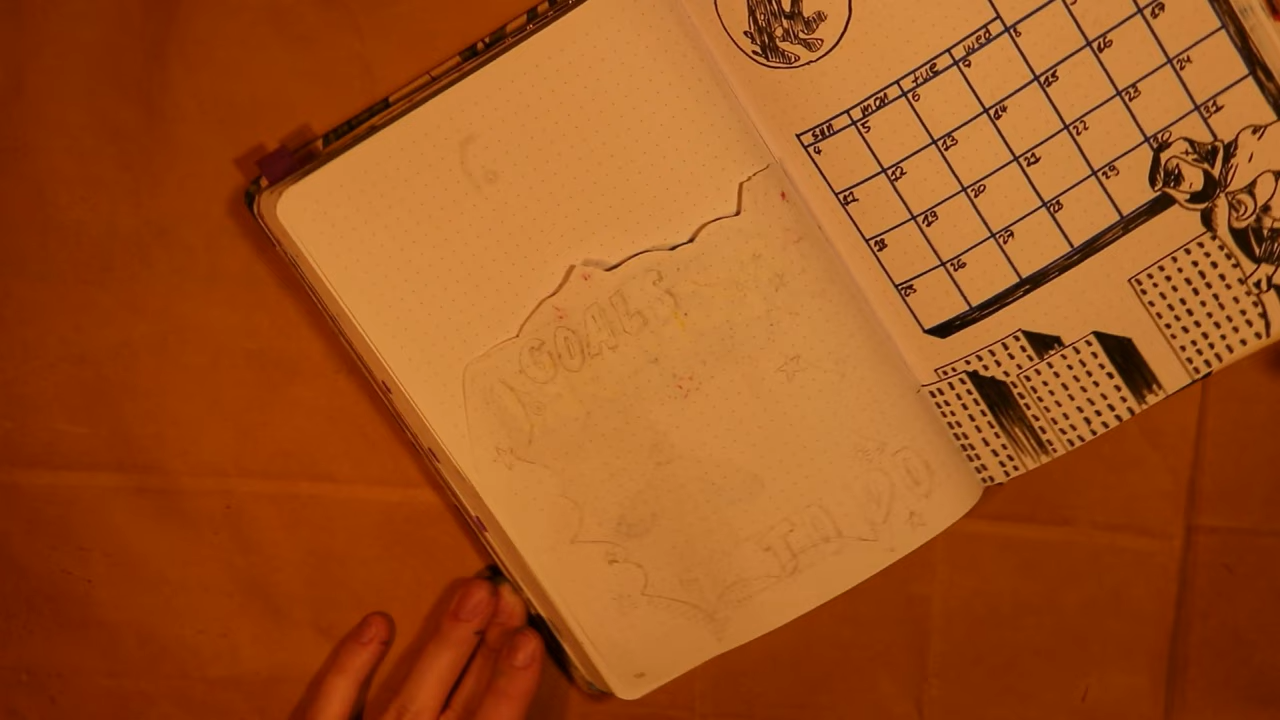 GOALS
TO DO
sun mon tue wed
4 5 6
11 12 13 14 15 16 17
18 19 20 21 22 23 24
25 26 27 28 29 30 31